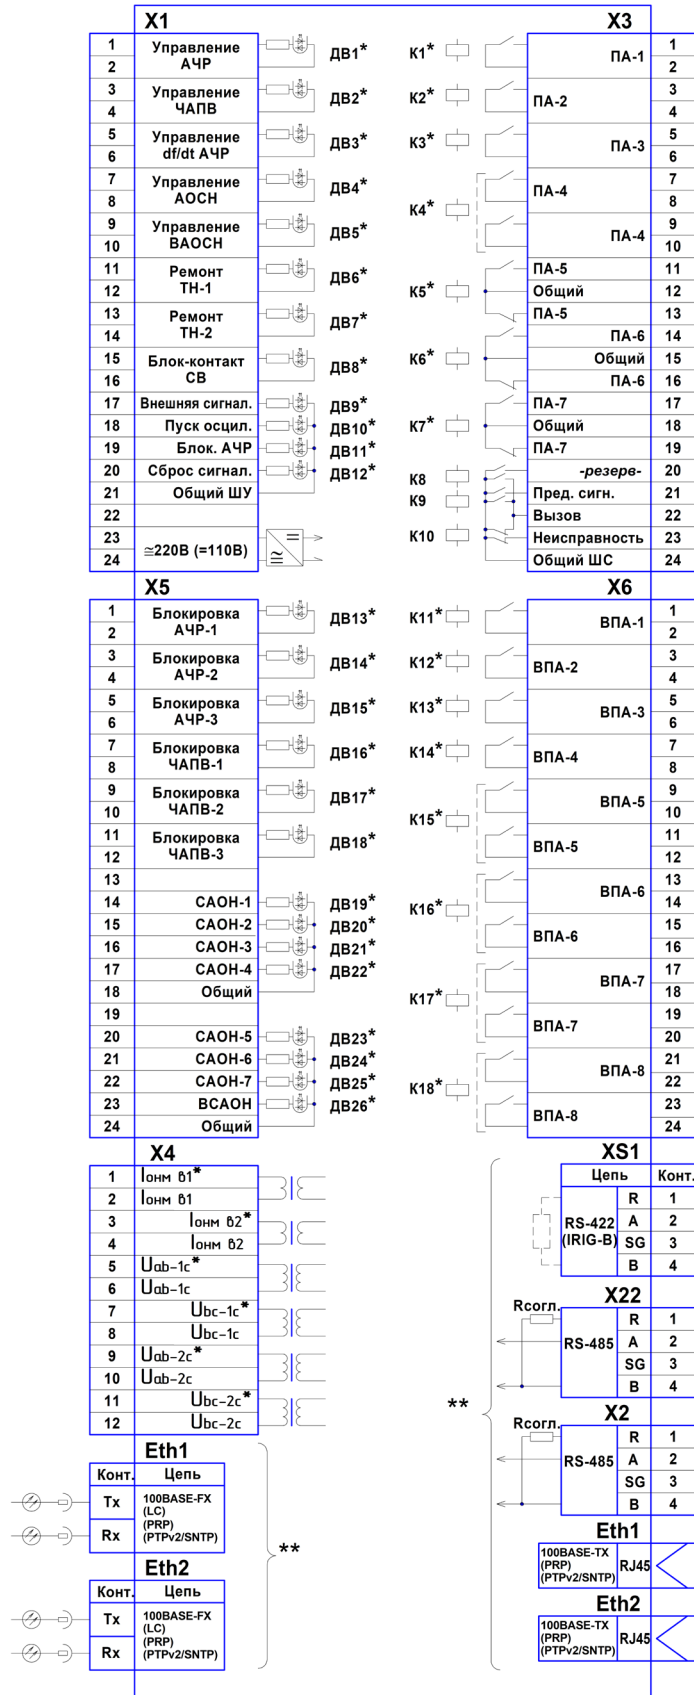 X1
1 Управление АЧР ДВ1*
2
3 Управление ЧАПВ ДВ2*
4
5 Управление df/dt АЧР ДВ3*
6
7 Управление АОСН ДВ4*
8
9 Управление ВАОСН ДВ5*
10
11 Ремонт ТН-1 ДВ6*
12
13 Ремонт ТН-2 ДВ7*
14
15 Блок-контакт СВ ДВ8*
16
17 Внешняя сигнал. ДВ9*
18 Пуск осцил. ДВ10*
19 Блок. АЧР ДВ11*
20 Сброс сигнал. ДВ12*
21 Общий ШУ
22
23 ≅220В (=110В) = ≅
24
X3
К1* ПА-1 1
2
К2* ПА-2 3
4
К3* ПА-3 5
6
К4* ПА-4 7
8
ПА-4 9
10
ПА-5 11
К5* Общий 12
ПА-5 13
ПА-6 14
К6* Общий 15
ПА-6 16
ПА-7 17
К7* Общий 18
ПА-7 19
К8 -резерв- 20
К9 Пред. сигн. 21
Вызов 22
К10 Неисправность 23
Общий ШС 24
X5
1 Блокировка АЧР-1 ДВ13*
2
3 Блокировка АЧР-2 ДВ14*
4
5 Блокировка АЧР-3 ДВ15*
6
7 Блокировка ЧАПВ-1 ДВ16*
8
9 Блокировка ЧАПВ-2 ДВ17*
10
11 Блокировка ЧАПВ-3 ДВ18*
12
13
14 САОН-1 ДВ19*
15 САОН-2 ДВ20*
16 САОН-3 ДВ21*
17 САОН-4 ДВ22*
18 Общий
19
20 САОН-5 ДВ23*
21 САОН-6 ДВ24*
22 САОН-7 ДВ25*
23 ВСАОН ДВ26*
24 Общий
X6
К11* ВПА-1 1
2
К12* ВПА-2 3
4
К13* ВПА-3 5
6
К14* ВПА-4 7
8
К15* ВПА-5 9
10
ВПА-5 11
12
К16* ВПА-6 13
14
ВПА-6 15
16
К17* ВПА-7 17
18
ВПА-7 19
20
К18* ВПА-8 21
22
ВПА-8 23
24
X4
1 Iонм в1*
2 Iонм в1
3 Iонм в2*
4 Iонм в2
5 Uab-1с*
6 Uab-1с
7 Ubc-1с*
8 Ubc-1с
9 Uab-2с*
10 Uab-2с
11 Ubc-2с*
12 Ubc-2с
Eth1
Конт. Цепь
Tx
Rx
100BASE-FX
(LC)
(PRP)
(PTPv2/SNTP)
**
Eth2
Конт. Цепь
Tx
Rx
100BASE-FX
(LC)
(PRP)
(PTPv2/SNTP)
XS1
Цепь Конт.
RS-422
(IRIG-B)
R 1
A 2
SG 3
B 4
X22
Rсогл.
RS-485
R 1
A 2
SG 3
B 4
**
X2
Rсогл.
RS-485
R 1
A 2
SG 3
B 4
Eth1
100BASE-TX
(PRP)
(PTPv2/SNTP)
RJ45
Eth2
100BASE-TX
(PRP)
(PTPv2/SNTP)
RJ45